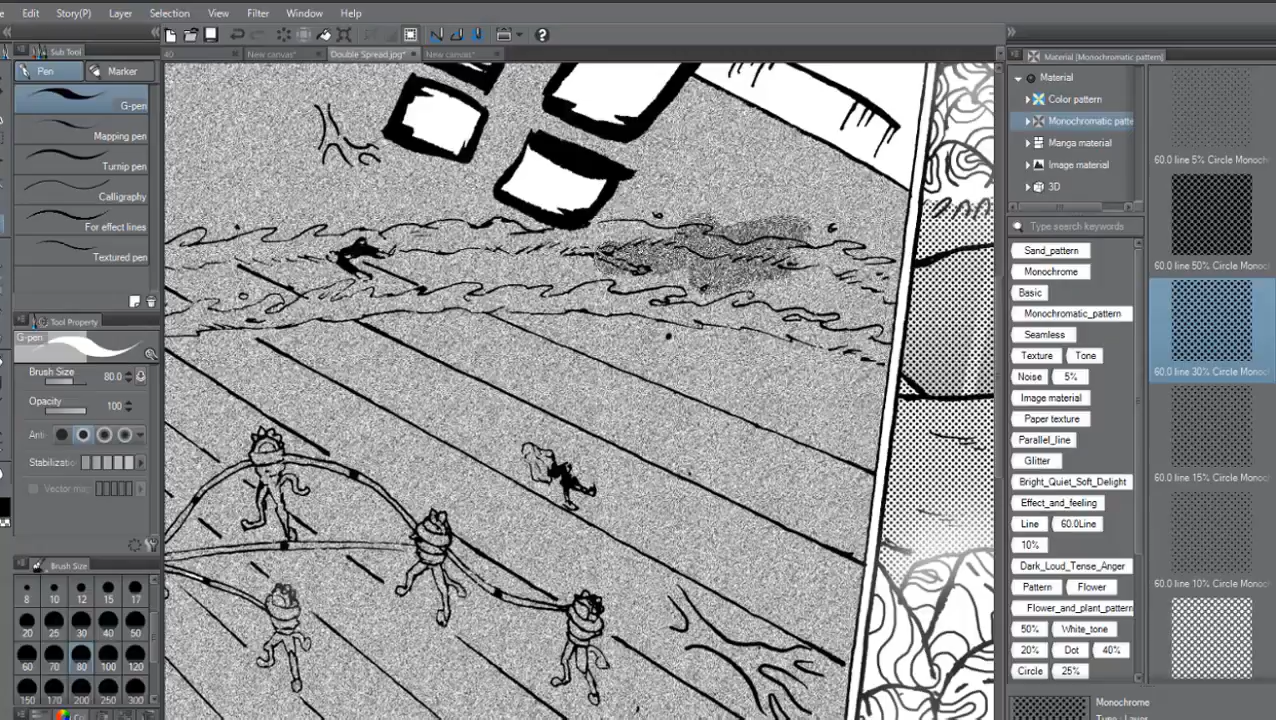 Edit Story(P) Layer Selection View Filter Window Help
Sub Tool
40 New canvas* Double Spread.jpg* New canvas*
Material [Monochromatic pattern]
Pen Marker
G-pen
Mapping pen
Turnip pen
Calligraphy
For effect lines
Textured pen
Tool Property
G-pen
Brush Size 80.0
Opacity 100
Anti-
Stabilizatio
Vector m
Brush Size
8 10 12 15
20 25 30 40 50
60 70 80 100 120
150 170 200 250 300
Material
Color pattern
Monochromatic patte
Manga material
Image material
3D
Type search keywords
Sand_pattern
Monochrome
Basic
Monochromatic_pattern
Seamless
Texture Tone
Noise 5%
Image material
Paper texture
Parallel_line
Glitter
Bright_Quiet_Soft_Delight
Effect_and_feeling
Line 60.0Line
10%
Dark_Loud_Tense_Anger
Pattern Flower
Flower_and_plant_pattern
50% White_tone
20% Dot 40%
Circle 25%
60.0 line 5% Circle Monoc
60.0 line 50% Circle Monoc
60.0 line 30% Circle Monoc
60.0 line 15% Circle Monoc
60.0 line 10% Circle Monoc
Monochrome